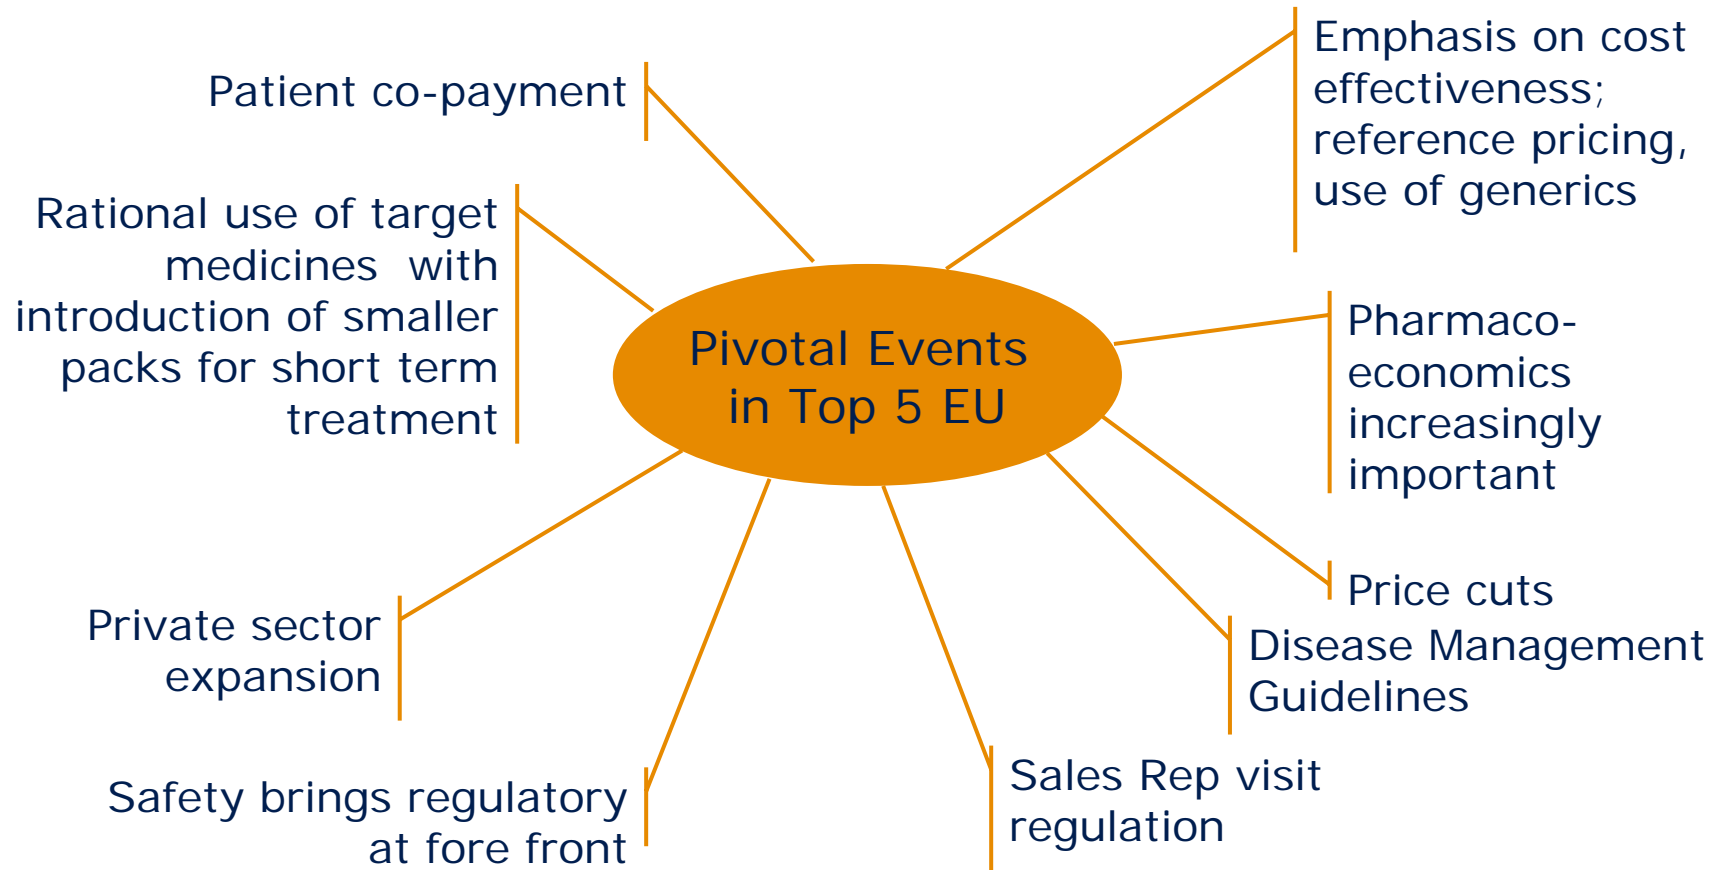 Patient co-payment
Emphasis on cost
effectiveness;
reference pricing,
use of generics
Rational use of target
medicines with
introduction of smaller
packs for short term
treatment
Pivotal Events
in Top 5 EU
Pharmaco-
economics
increasingly
important
Price cuts
Private sector
expansion
Disease Management
Guidelines
Safety brings regulatory
at fore front
Sales Rep visit
regulation